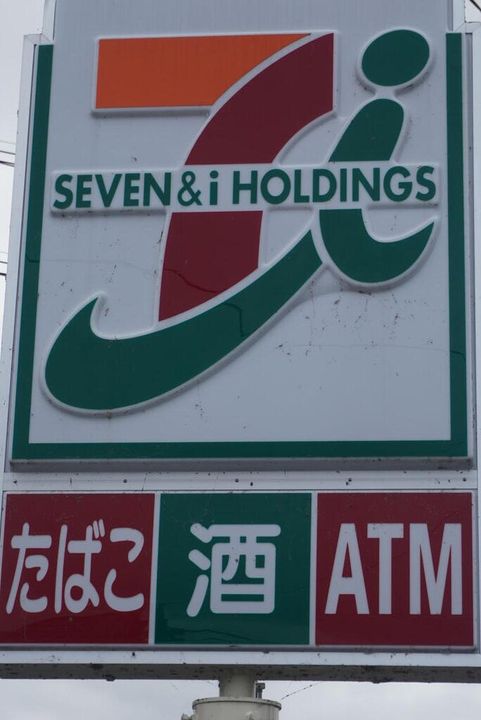 SEVEN&i HOLDINGS
たばこ 酒 ATM